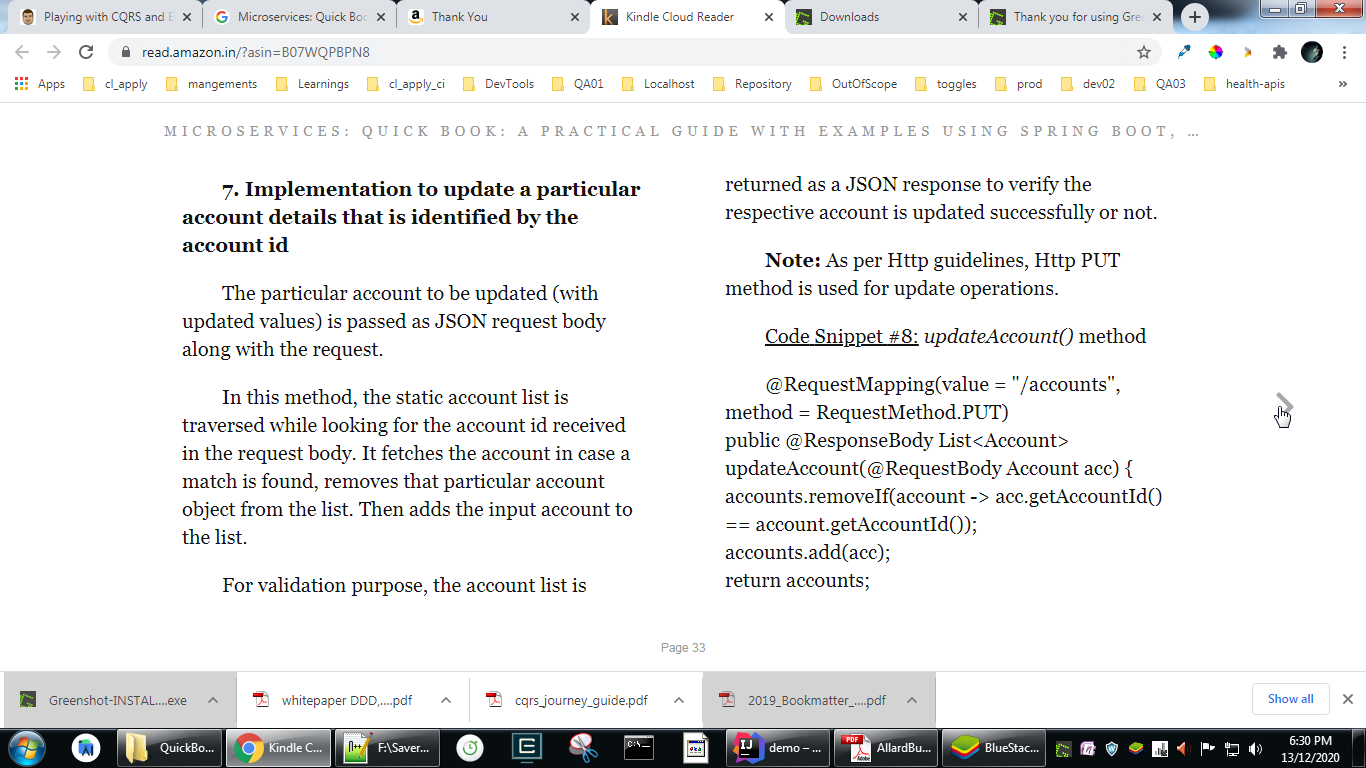 Playing with CQRS and E
Microservices: Quick Boo
Thank You
Kindle Cloud Reader
Downloads
Thank you for using Gre
read.amazon.in/?asin=B07WQPBPN8
Apps
cl_apply
mangements
Learnings
cl_apply_ci
DevTools
QA01
Localhost
Repository
OutOfScope
toggles
prod
dev02
QA03
health-apis
»
MICROSERVICES: QUICK BOOK: A PRACTICAL GUIDE WITH EXAMPLES USING SPRING BOOT, …
7. Implementation to update a particular
account details that is identified by the
account id
The particular account to be updated (with
updated values) is passed as JSON request body
along with the request.
In this method, the static account list is
traversed while looking for the account id received
in the request body. It fetches the account in case a
match is found, removes that particular account
object from the list. Then adds the input account to
the list.
For validation purpose, the account list is
returned as a JSON response to verify the
respective account is updated successfully or not.
Note: As per Http guidelines, Http PUT
method is used for update operations.
Code Snippet #8: updateAccount() method
@RequestMapping(value = "/accounts",
method = RequestMethod.PUT)
public @ResponseBody List<Account>
updateAccount(@RequestBody Account acc) {
accounts.removeIf(account -> acc.getAccountId()
== account.getAccountId());
accounts.add(acc);
return accounts;
Page 33
Greenshot-INSTAL....exe
whitepaper DDD,....pdf
cqrs_journey_guide.pdf
2019_Bookmatter_....pdf
Show all
QuickBo...
Kindle C...
F:\Saver...
demo – ...
AllardBu...
BlueStac...
6:30 PM
13/12/2020